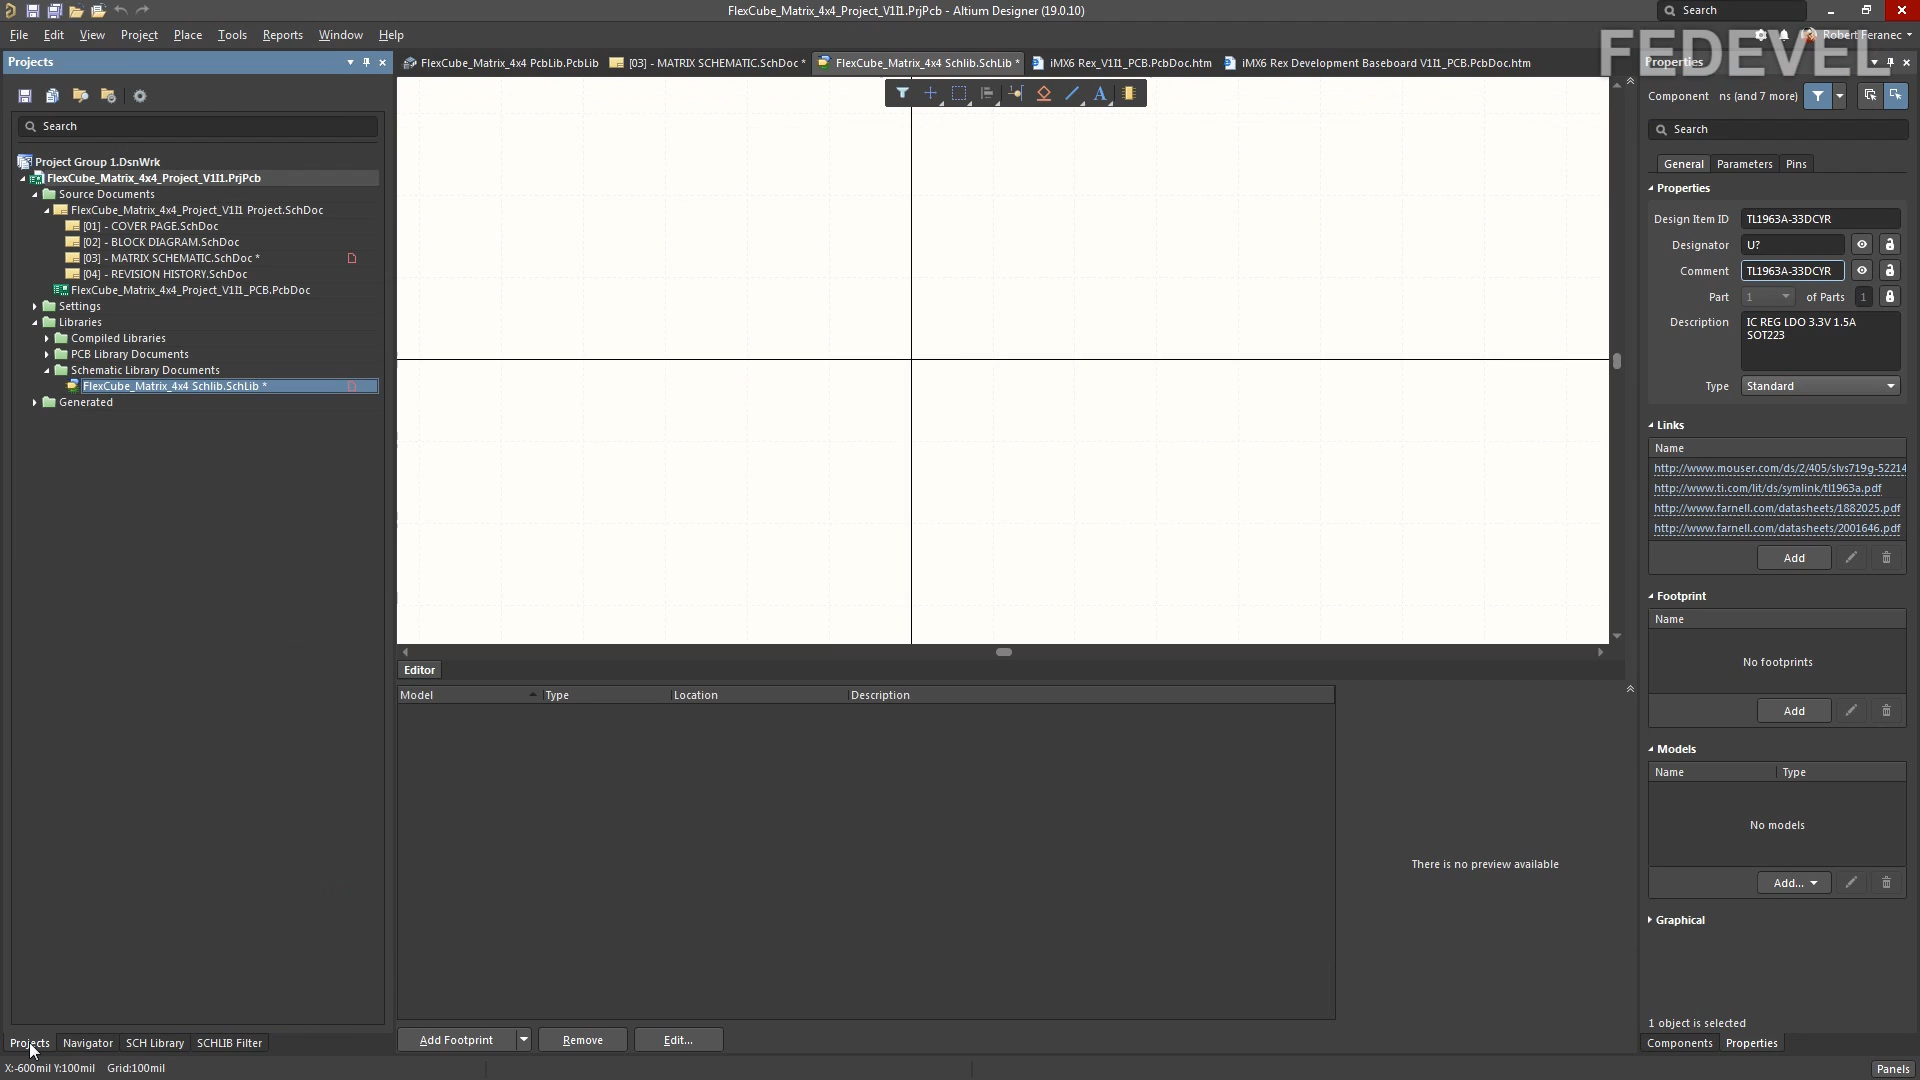 FlexCube_Matrix_4x4_Project_V1I1.PrjPcb - Altium Designer (19.0.10)
Search
File Edit View Project Place Tools Reports Window Help
Robert Feranec
FEDEVEL
Projects
FlexCube_Matrix_4x4 PcbLib.PcbLib
[03] - MATRIX SCHEMATIC.SchDoc *
FlexCube_Matrix_4x4 Schlib.SchLib *
iMX6 Rex_V1I1_PCB.PcbDoc.htm
iMX6 Rex Development Baseboard V1I1_PCB.PcbDoc.htm
Properties
Search
Project Group 1.DsnWrk
FlexCube_Matrix_4x4_Project_V1I1.PrjPcb
Source Documents
FlexCube_Matrix_4x4_Project_V1I1 Project.SchDoc
[01] - COVER PAGE.SchDoc
[02] - BLOCK DIAGRAM.SchDoc
[03] - MATRIX SCHEMATIC.SchDoc *
[04] - REVISION HISTORY.SchDoc
FlexCube_Matrix_4x4_Project_V1I1_PCB.PcbDoc
Settings
Libraries
Compiled Libraries
PCB Library Documents
Schematic Library Documents
FlexCube_Matrix_4x4 Schlib.SchLib *
Generated
Projects Navigator SCH Library SCHLIB Filter
X:-600mil Y:100mil Grid:100mil
A
Editor
Model Type Location Description
There is no preview available
Add Footprint Remove Edit...
Component ns (and 7 more)
Search
General Parameters Pins
Properties
Design Item ID TL1963A-33DCYR
Designator U?
Comment TL1963A-33DCYR
Part 1 of Parts 1
Description IC REG LDO 3.3V 1.5A
SOT223
Type Standard
Links
Name
http://www.mouser.com/ds/2/405/slvs719g-52214
http://www.ti.com/lit/ds/symlink/tl1963a.pdf
http://www.farnell.com/datasheets/1882025.pdf
http://www.farnell.com/datasheets/2001646.pdf
Add
Footprint
Name
No footprints
Add
Models
Name Type
No models
Add...
Graphical
1 object is selected
Components Properties
Panels